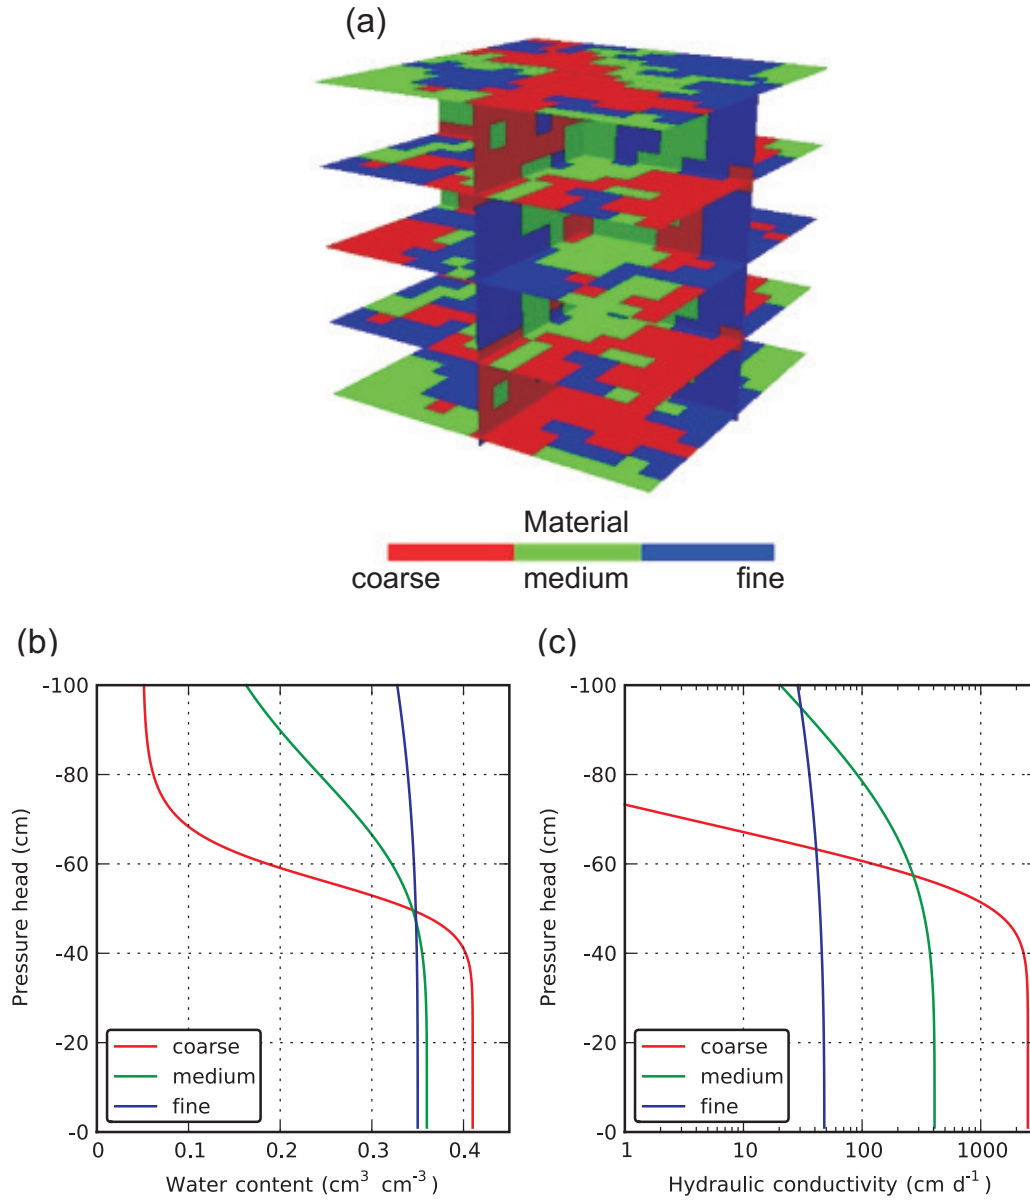 (a)
Material
coarse medium fine
(b)
-100
-80
-60
-40
-20
-0
Pressure head (cm)
coarse
medium
fine
0 0.1 0.2 0.3 0.4
Water content (cm³ cm⁻³)
(c)
-100
-80
-60
-40
-20
-0
Pressure head (cm)
coarse
medium
fine
1 10 100 1000
Hydraulic conductivity (cm d⁻¹)